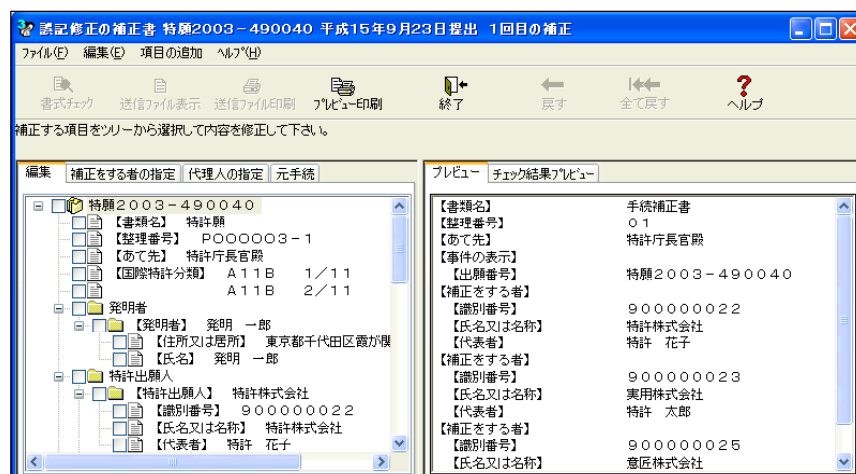 誤記修正の補正書 特願2003-490040 平成15年9月23日提出 1回目の補正
ファイル(F) 編集(E) 項目の追加 ヘルプ(H)
書式チェック 送信ファイル表示 送信ファイル印刷 プレビュー印刷 終了 戻す 全て戻す ヘルプ
補正する項目をツリーから選択して内容を修正して下さい。
編集 補正をする者の指定 代理人の指定 元手続
特願2003-490040
【書類名】 特許願
【整理番号】 P000003-1
【あて先】 特許庁長官殿
【国際特許分類】 A11B 1/11
A11B 2/11
発明者
【発明者】 発明 一郎
【住所又は居所】 東京都千代田区霞が関
【氏名】 発明 一郎
特許出願人
【特許出願人】 特許株式会社
【識別番号】 900000022
【氏名又は名称】 特許株式会社
【代表者】 特許 花子
プレビュー チェック結果プレビュー
【書類名】 手続補正書
【整理番号】 01
【あて先】 特許庁長官殿
【事件の表示】
【出願番号】 特願2003-490040
【補正をする者】
【識別番号】 900000022
【氏名又は名称】 特許株式会社
【代表者】 特許 花子
【補正をする者】
【識別番号】 900000023
【氏名又は名称】 実用株式会社
【代表者】 特許 太郎
【補正をする者】
【識別番号】 900000025
【氏名又は名称】 意匠株式会社